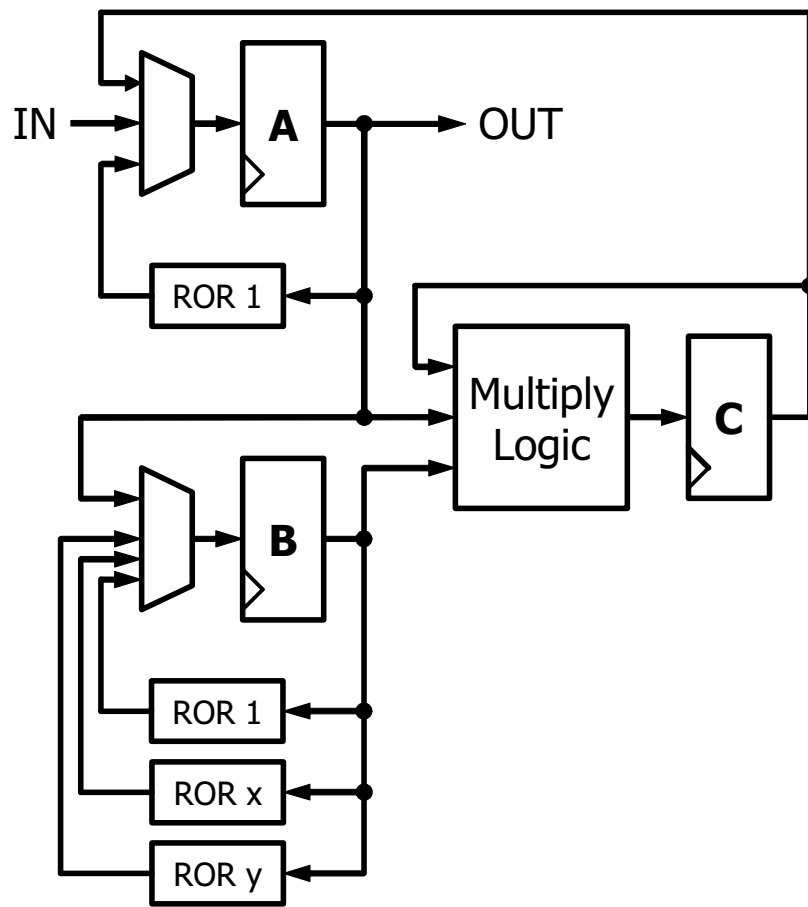 IN
A
OUT
ROR 1
Multiply
Logic
C
B
ROR 1
ROR x
ROR y